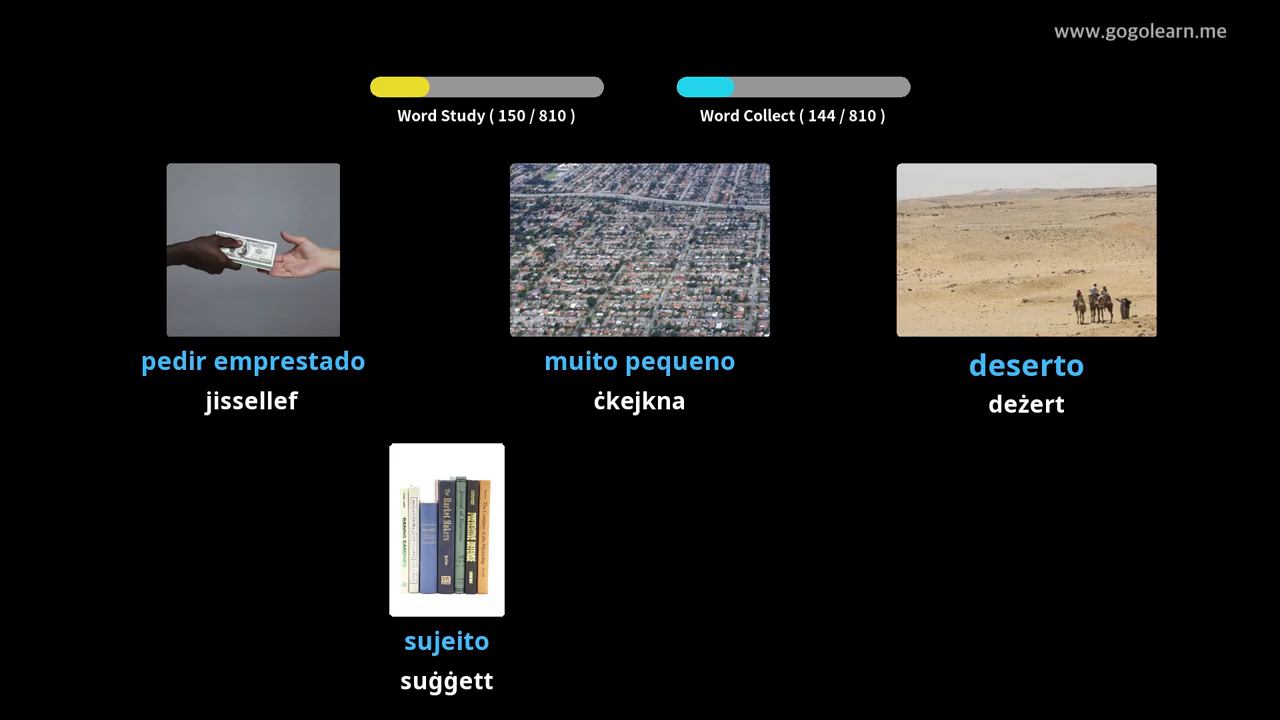 www.gogolearn.me
Word Study ( 150 / 810 )
Word Collect ( 144 / 810 )
pedir emprestado
jissellef
muito pequeno
ċkejkna
deserto
deżert
sujeito
suġġett